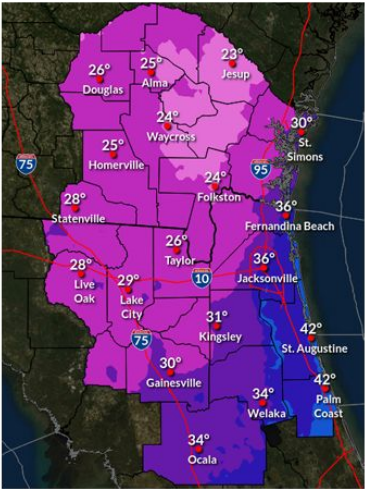 23°
Jesup
25°
Alma
26°
Douglas
24°
Waycross
30°
St.
Simons
25°
Homerville
75
95
24°
Folkston
28°
Statenville
36°
Fernandina Beach
26°
Taylor
28°
Live
Oak
29°
Lake
City
10
36°
Jacksonville
31°
Kingsley
75
42°
St. Augustine
30°
Gainesville
34°
Welaka
42°
Palm
Coast
34°
Ocala